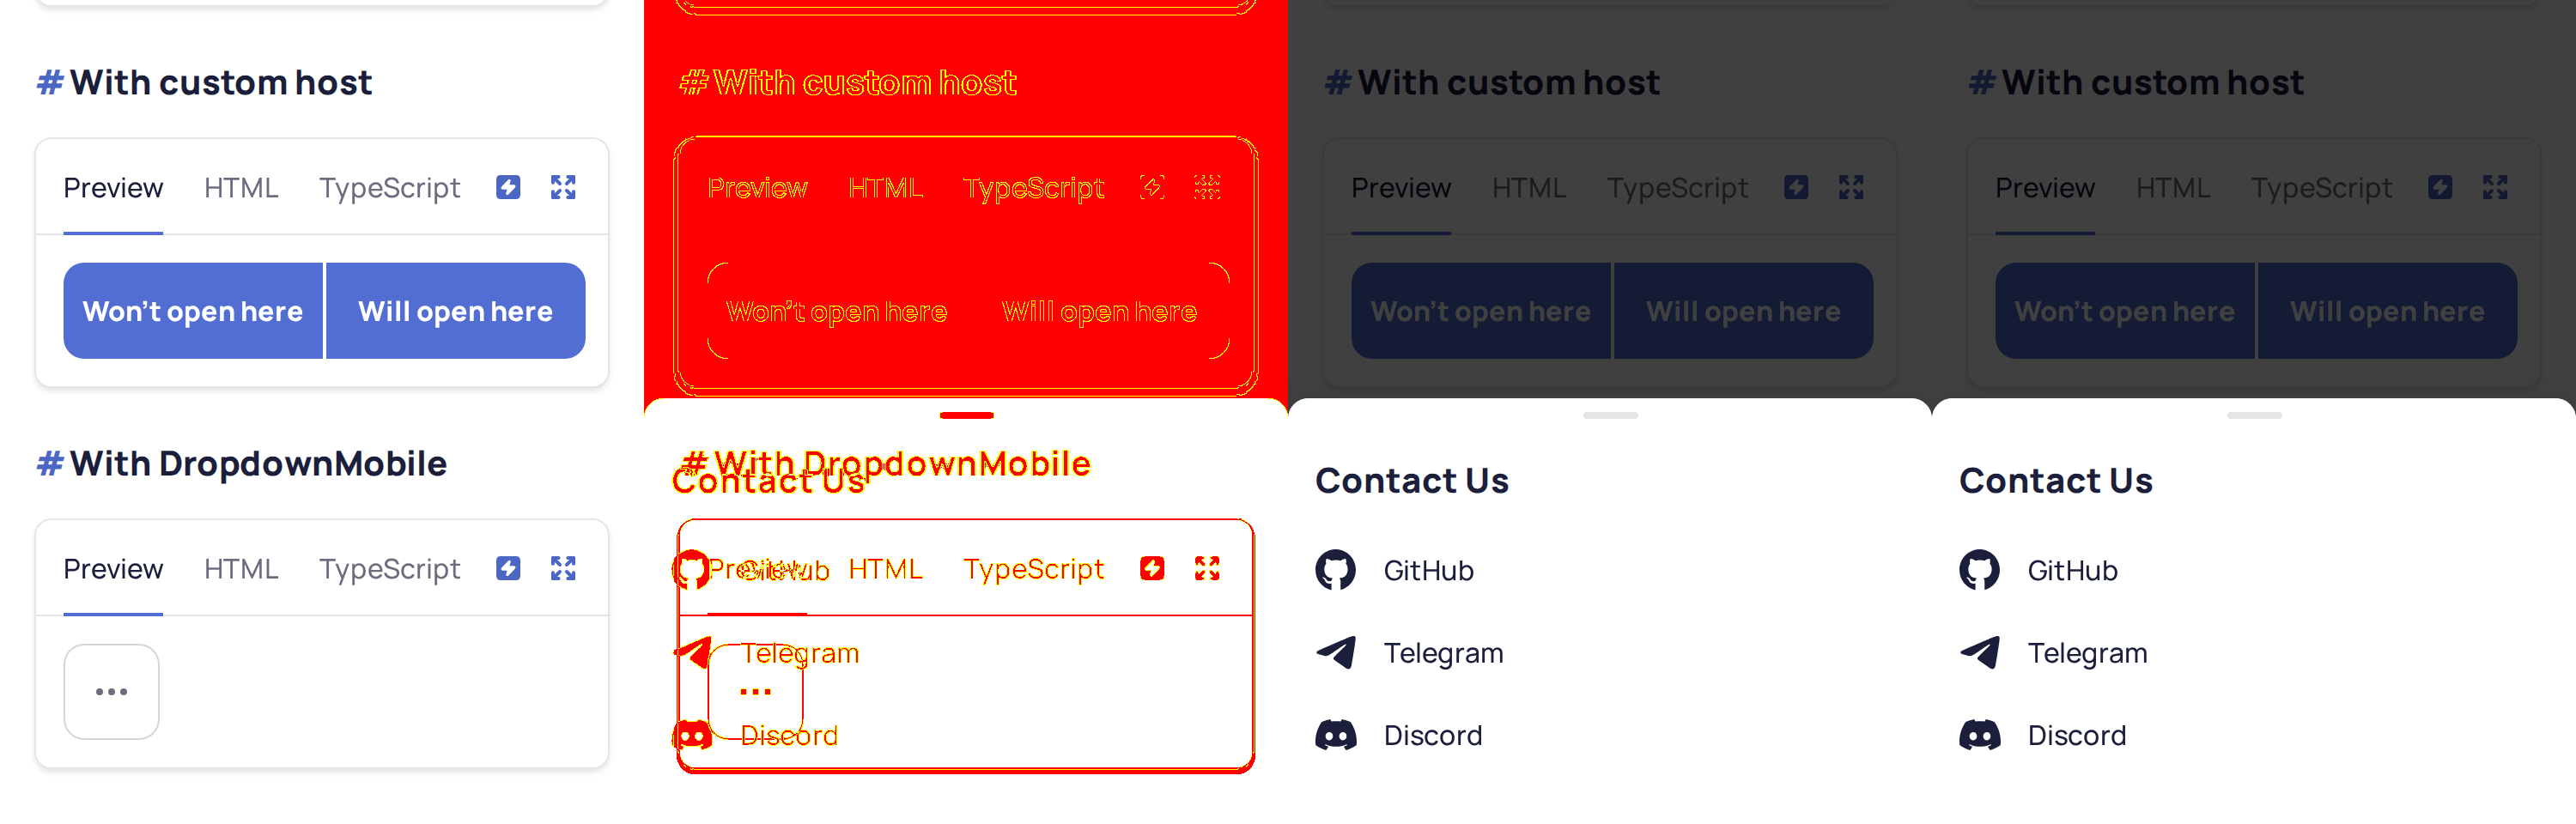 # With custom host
Preview HTML TypeScript
Won't open here Will open here
# With DropdownMobile
Preview HTML TypeScript
# With custom host
Preview HTML TypeScript
Won't open here Will open here
# With DropdownMobile
Contact Us
Preview HTML TypeScript
GitHub
Telegram
Discord
# With custom host
Preview HTML TypeScript
Won't open here Will open here
Contact Us
GitHub
Telegram
Discord
# With custom host
Preview HTML TypeScript
Won't open here Will open here
Contact Us
GitHub
Telegram
Discord